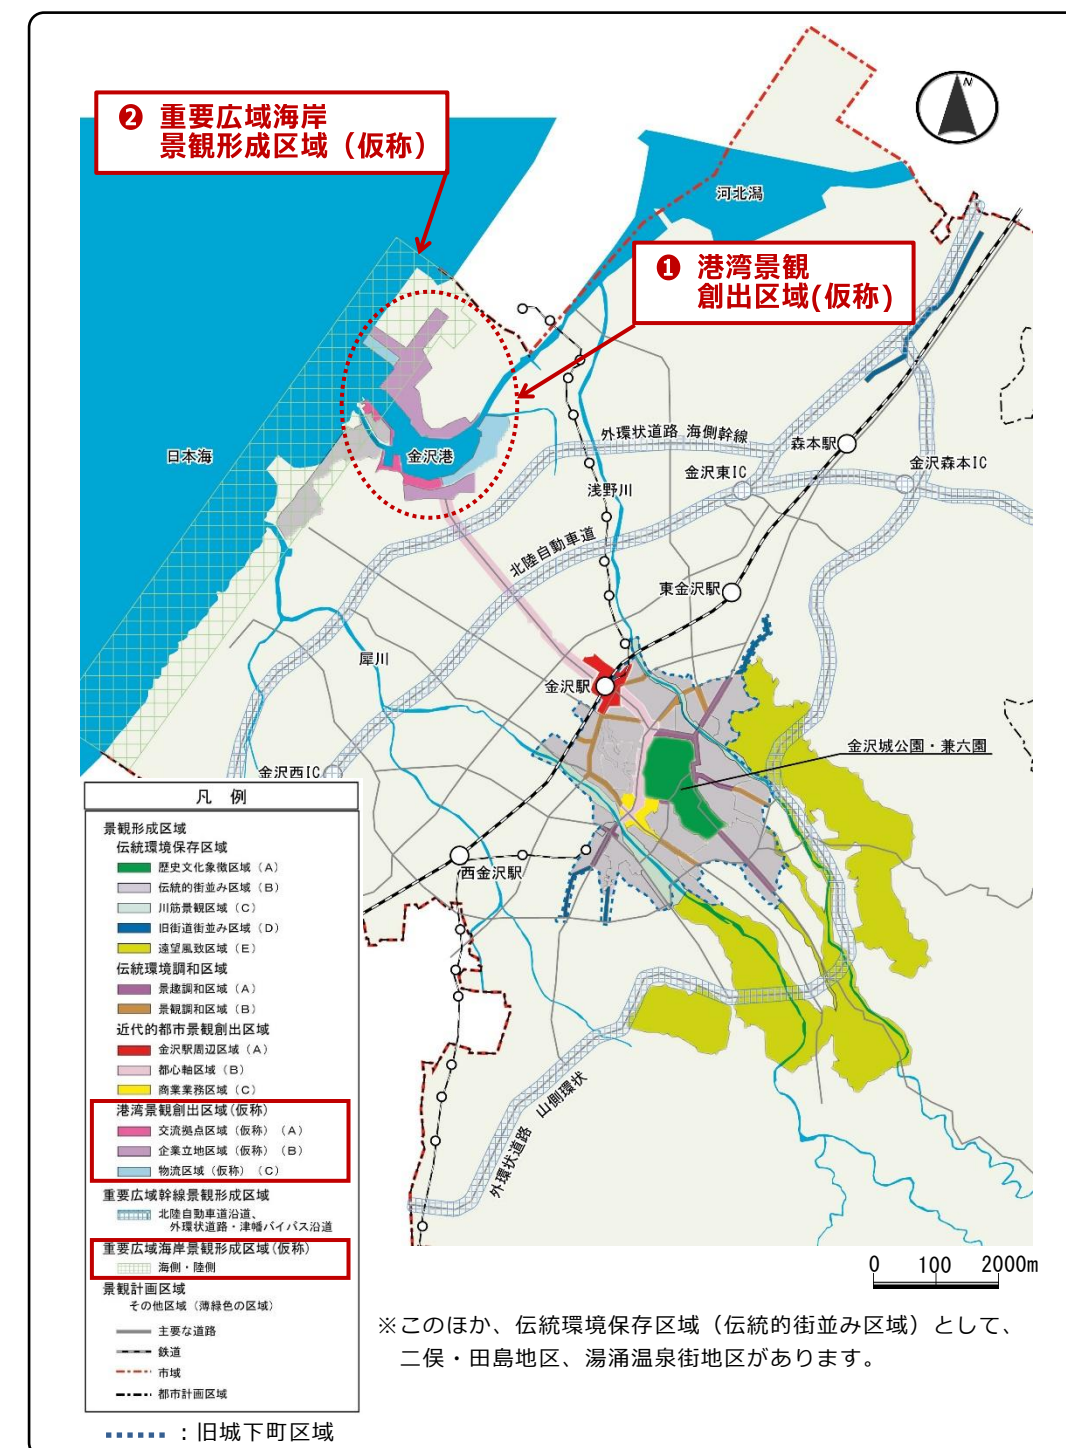 N
❷ 重要広域海岸
景観形成区域（仮称）
河北潟
❶ 港湾景観
創出区域(仮称)
日本海
金沢港
外環状道路 海側幹線
森本駅
金沢東IC
金沢森本IC
浅野川
北陸自動車道
東金沢駅
犀川
金沢駅
金沢城公園・兼六園
金沢西IC
西金沢駅
外環状道路 山側環状
凡 例
景観形成区域
伝統環境保存区域
歴史文化象徴区域（A）
伝統的街並み区域（B）
川筋景観区域（C）
旧街道街並み区域（D）
遠望風致区域（E）
伝統環境調和区域
景趣調和区域（A）
景観調和区域（B）
近代的都市景観創出区域
金沢駅周辺区域（A）
都心軸区域（B）
商業業務区域（C）
港湾景観創出区域(仮称)
交流拠点区域（仮称）（A）
企業立地区域（仮称）（B）
物流区域（仮称）（C）
重要広域幹線景観形成区域
北陸自動車道沿道、
外環状道路・津幡バイパス沿道
重要広域海岸景観形成区域(仮称)
海側・陸側
景観計画区域
その他区域（薄緑色の区域）
主要な道路
鉄道
市域
都市計画区域
：旧城下町区域
0 100 2000m
※このほか、伝統環境保存区域（伝統的街並み区域）として、
二俣・田島地区、湯涌温泉街地区があります。